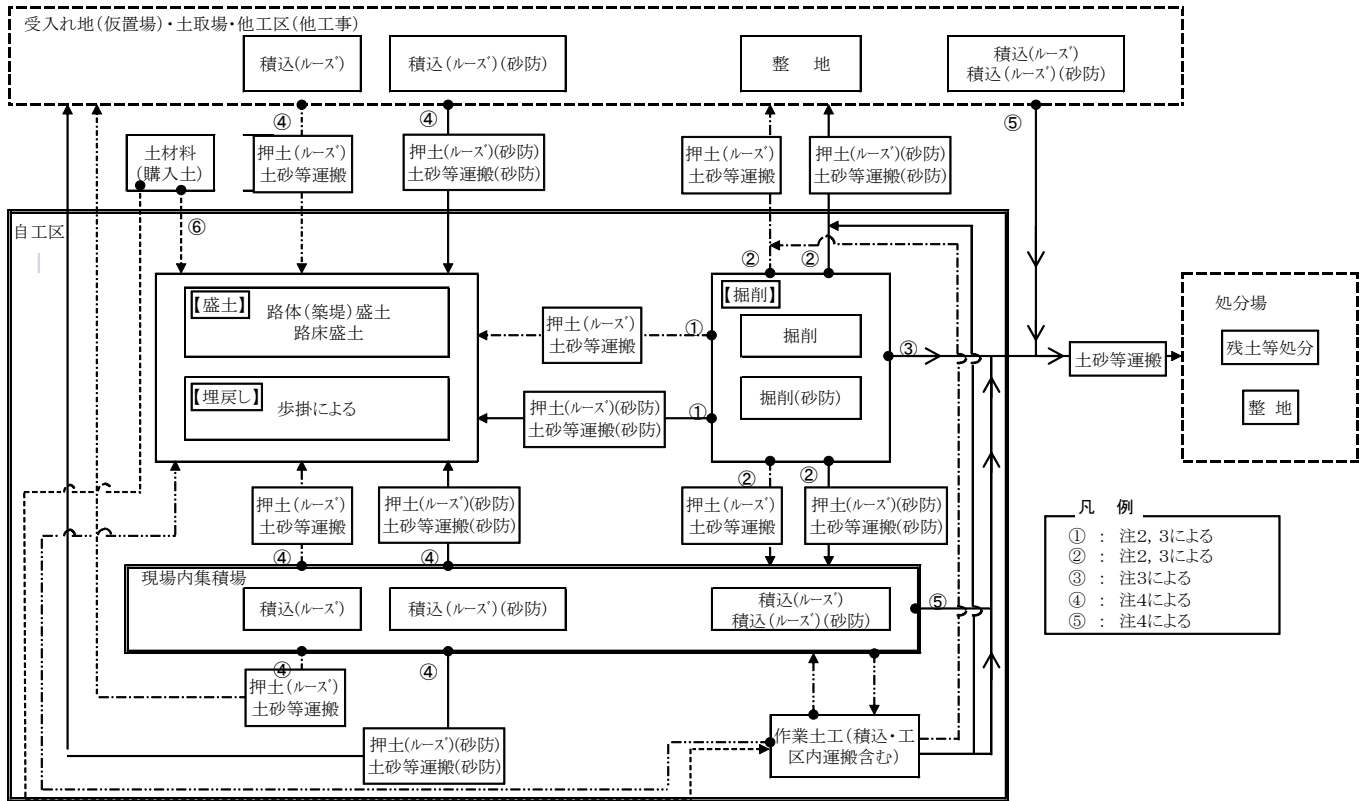 受入れ地(仮置場)・土取場・他工区(他工事)
積込(ルーズ)
積込(ルーズ)(砂防)
整 地
積込(ルーズ)
積込(ルーズ)(砂防)
④
④
⑤
土材料
(購入土)
押土(ルーズ)
土砂等運搬
押土(ルーズ)(砂防)
土砂等運搬(砂防)
押土(ルーズ)
土砂等運搬
押土(ルーズ)(砂防)
土砂等運搬(砂防)
自工区
⑥
②
②
【盛土】
路体(築堤)盛土
路床盛土
【埋戻し】
歩掛による
①
押土(ルーズ)
土砂等運搬
①
押土(ルーズ)(砂防)
土砂等運搬(砂防)
【掘削】
掘削
掘削(砂防)
③
土砂等運搬
処分場
残土等処分
整 地
②
②
押土(ルーズ)
土砂等運搬
押土(ルーズ)(砂防)
土砂等運搬(砂防)
押土(ルーズ)
土砂等運搬
押土(ルーズ)(砂防)
土砂等運搬(砂防)
④
④
現場内集積場
積込(ルーズ)
積込(ルーズ)(砂防)
積込(ルーズ)
積込(ルーズ)(砂防)
⑤
④
④
押土(ルーズ)
土砂等運搬
押土(ルーズ)(砂防)
土砂等運搬(砂防)
作業土工(積込・工
区内運搬含む)
凡 例
① : 注2, 3による
② : 注2, 3による
③ : 注3による
④ : 注4による
⑤ : 注4による